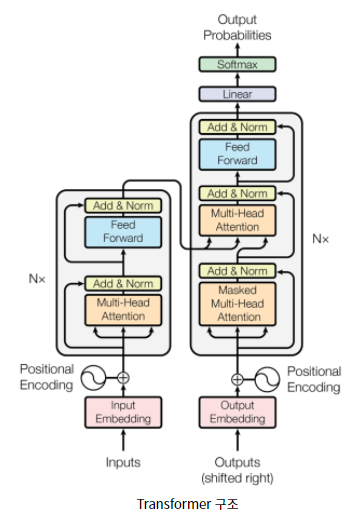 Output
Probabilities
Softmax
Linear
Add & Norm
Feed
Forward
Add & Norm
Multi-Head
Attention
Add & Norm
Masked
Multi-Head
Attention
Nx
Positional
Encoding
Output
Embedding
Outputs
(shifted right)
Add & Norm
Feed
Forward
Add & Norm
Multi-Head
Attention
Nx
Positional
Encoding
Input
Embedding
Inputs
Transformer 구조